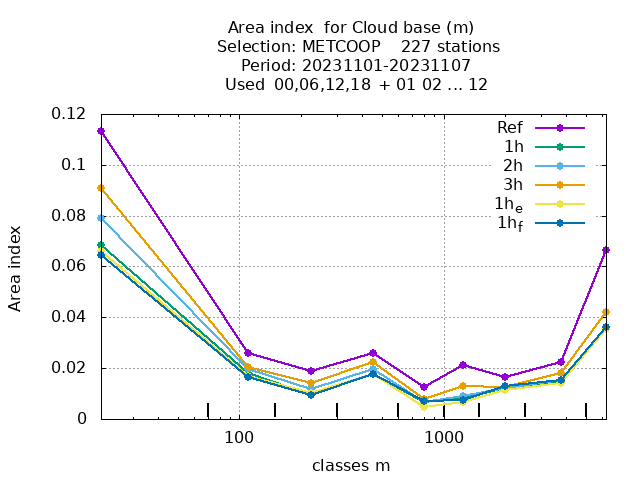 Area index  for Cloud base (m)
Selection: METCOOP    227 stations
Period: 20231101-20231107
Used  00,06,12,18 + 01 02 ... 12
0.12
0.1
0.08
0.06
0.04
0.02
0
Area index
100
1000
classes m
Ref
1h
2h
3h
1he
1hf